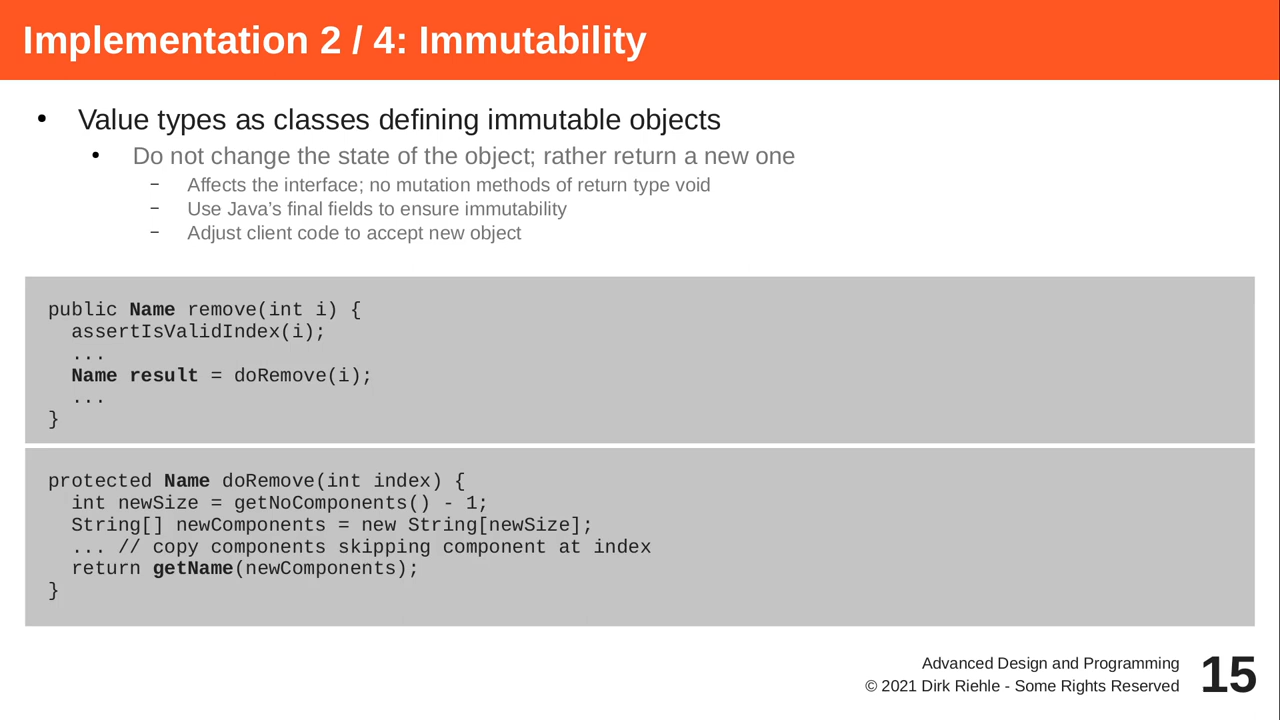 Implementation 2 / 4: Immutability
• Value types as classes defining immutable objects
• Do not change the state of the object; rather return a new one
– Affects the interface; no mutation methods of return type void
– Use Java’s final fields to ensure immutability
– Adjust client code to accept new object
public Name remove(int i) {
  assertIsValidIndex(i);
  ...
  Name result = doRemove(i);
  ...
}
protected Name doRemove(int index) {
  int newSize = getNoComponents() - 1;
  String[] newComponents = new String[newSize];
  ... // copy components skipping component at index
  return getName(newComponents);
}
Advanced Design and Programming
© 2021 Dirk Riehle - Some Rights Reserved
15